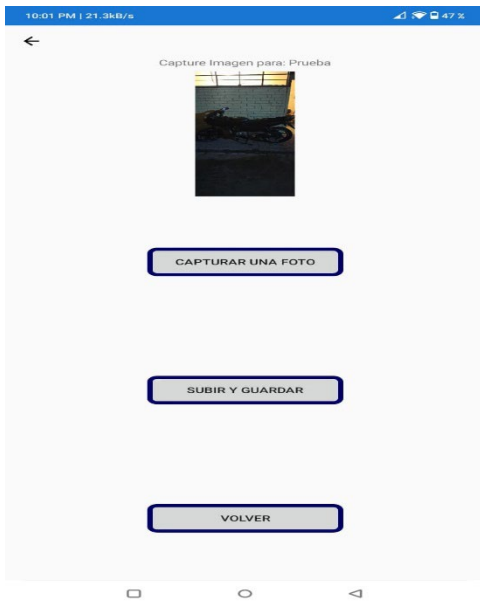 10:01 PM | 21.3kB/s 47 %
Capture Imagen para: Prueba
CAPTURAR UNA FOTO
SUBIR Y GUARDAR
VOLVER